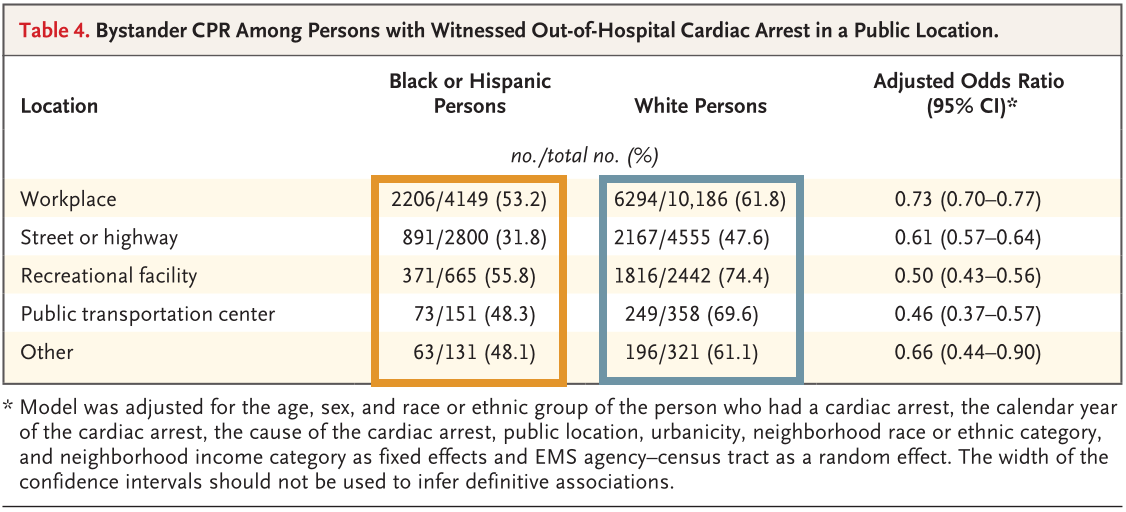 Table 4. Bystander CPR Among Persons with Witnessed Out-of-Hospital Cardiac Arrest in a Public Location.
Location Black or Hispanic Persons White Persons Adjusted Odds Ratio (95% CI)*
no./total no. (%)
Workplace 2206/4149 (53.2) 6294/10,186 (61.8) 0.73 (0.70–0.77)
Street or highway 891/2800 (31.8) 2167/4555 (47.6) 0.61 (0.57–0.64)
Recreational facility 371/665 (55.8) 1816/2442 (74.4) 0.50 (0.43–0.56)
Public transportation center 73/151 (48.3) 249/358 (69.6) 0.46 (0.37–0.57)
Other 63/131 (48.1) 196/321 (61.1) 0.66 (0.44–0.90)
* Model was adjusted for the age, sex, and race or ethnic group of the person who had a cardiac arrest, the calendar year
of the cardiac arrest, the cause of the cardiac arrest, public location, urbanicity, neighborhood race or ethnic category,
and neighborhood income category as fixed effects and EMS agency–census tract as a random effect. The width of the
confidence intervals should not be used to infer definitive associations.